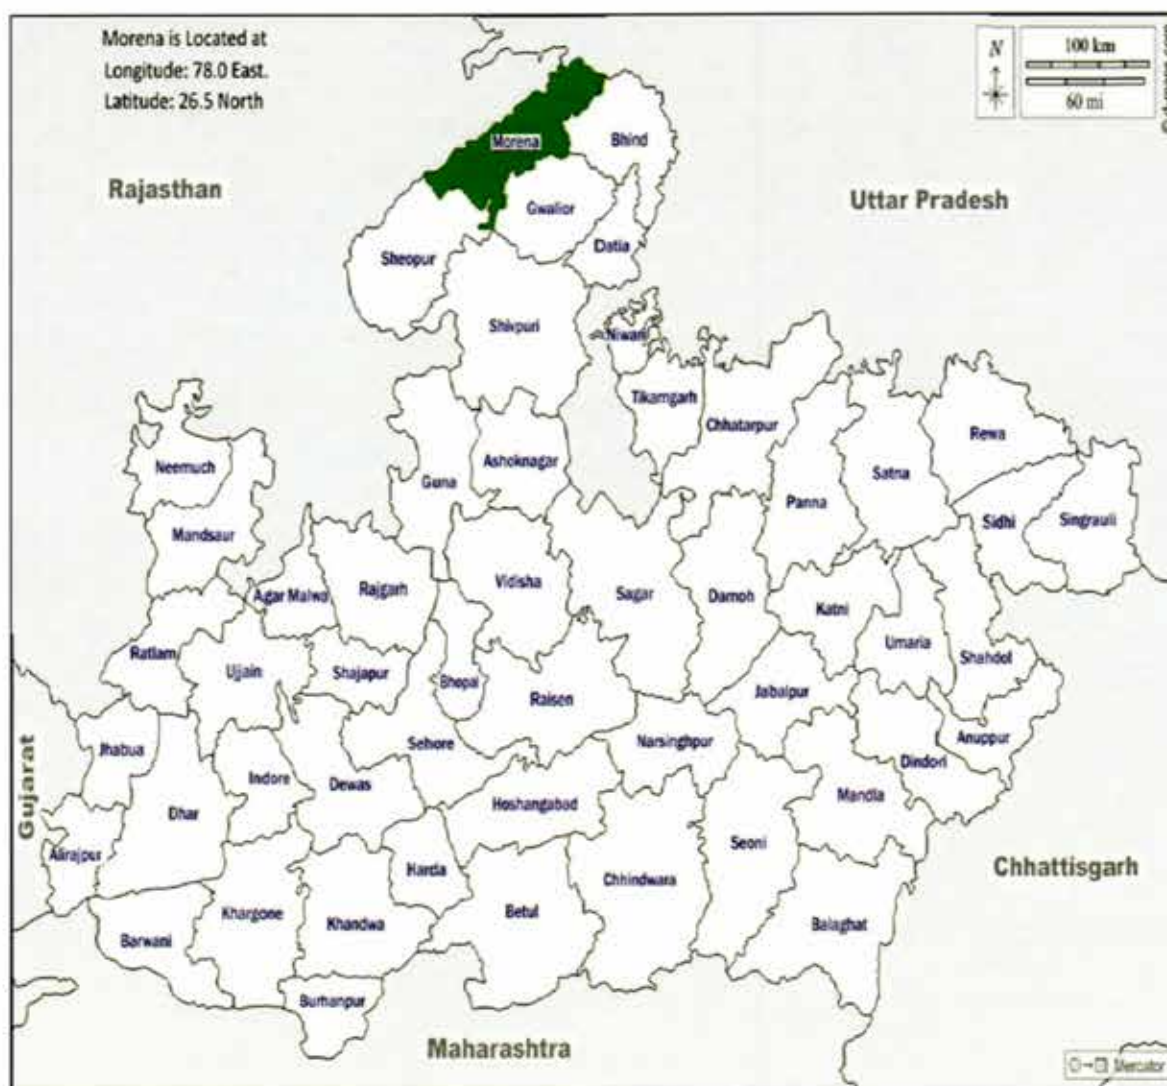 Morena is Located at
Longitude: 78.0 East.
Latitude: 26.5 North
N
100 km
60 mi
Morena
Bhind
Rajasthan
Uttar Pradesh
Gwalior
Datia
Sheopur
Shivpuri
Niwari
Tikamgarh
Chhatarpur
Rewa
Neemuch
Guna
Ashoknagar
Satna
Panna
Sidhi
Singrauli
Mandsaur
Vidisha
Agar Malwa
Rajgarh
Sagar
Damoh
Katni
Umaria
Ratlam
Ujjain
Shajapur
Bhopal
Raisen
Jabalpur
Shahdol
Jhabua
Sehore
Narsinghpur
Anuppur
Dindori
Gujarat
Indore
Dewas
Hoshangabad
Mandla
Dhar
Alirajpur
Harda
Seoni
Chhindwara
Chhattisgarh
Khargone
Khandwa
Betul
Balaghat
Barwani
Burhanpur
Maharashtra
Mercator